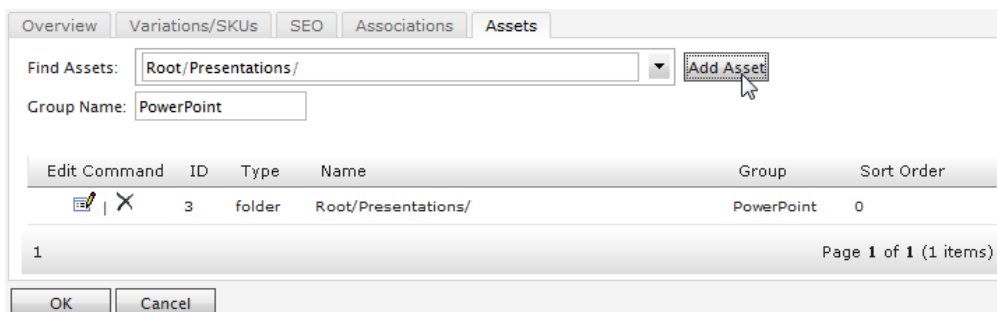 Overview Variations/SKUs SEO Associations Assets
Find Assets: Root/Presentations/ Add Asset
Group Name: PowerPoint
Edit Command ID Type Name Group Sort Order
| 3 folder Root/Presentations/ PowerPoint 0
1 Page 1 of 1 (1 items)
OK Cancel